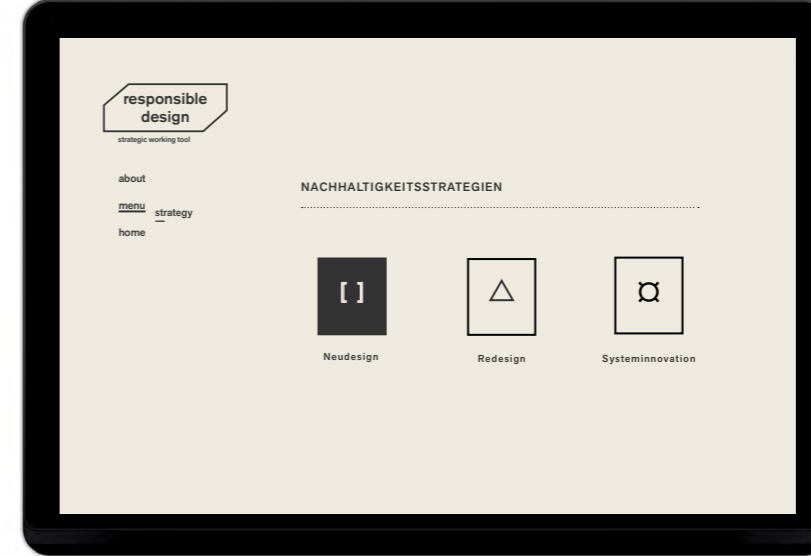 responsible
design
strategic working tool
about
menu
strategy
home
NACHHALTIGKEITSSTRATEGIEN
[ ]
¤
Neudesign
Redesign
Systeminnovation